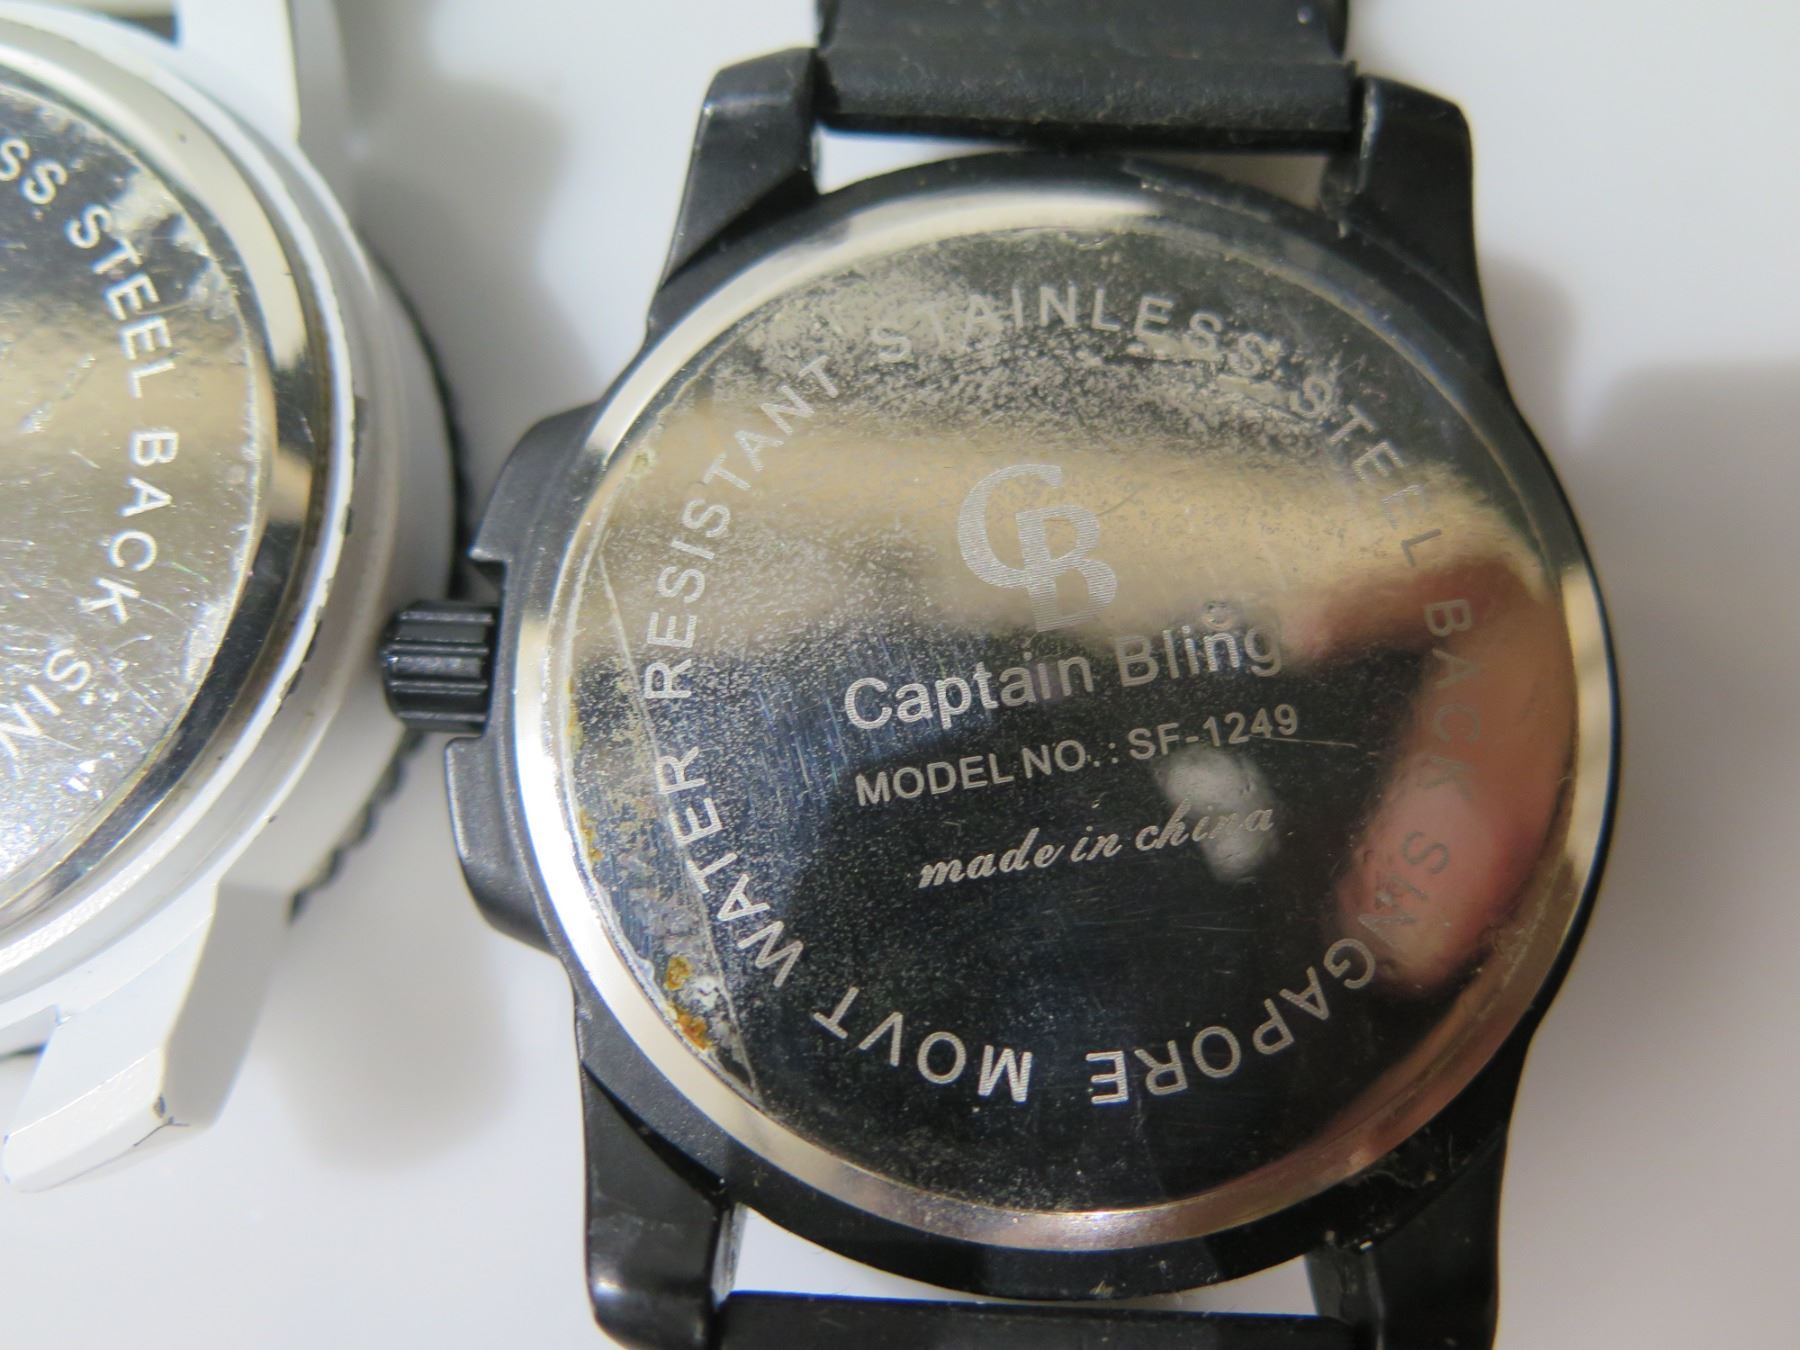 SS STEEL BACK SIN
WATER RESISTANT STAINLESS STEEL BACK SINGAPORE MOVT
CB
Captain Bling
MODEL NO.: SF-1249
made in china